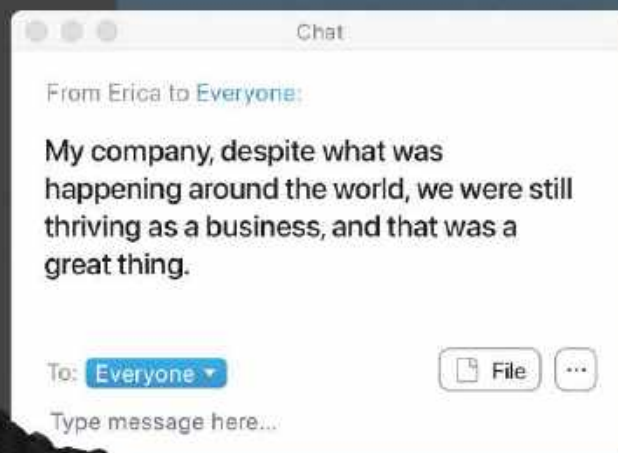 Chat
From Erica to Everyone:
My company, despite what was
happening around the world, we were still
thriving as a business, and that was a
great thing.
To: Everyone
File
...
Type message here...